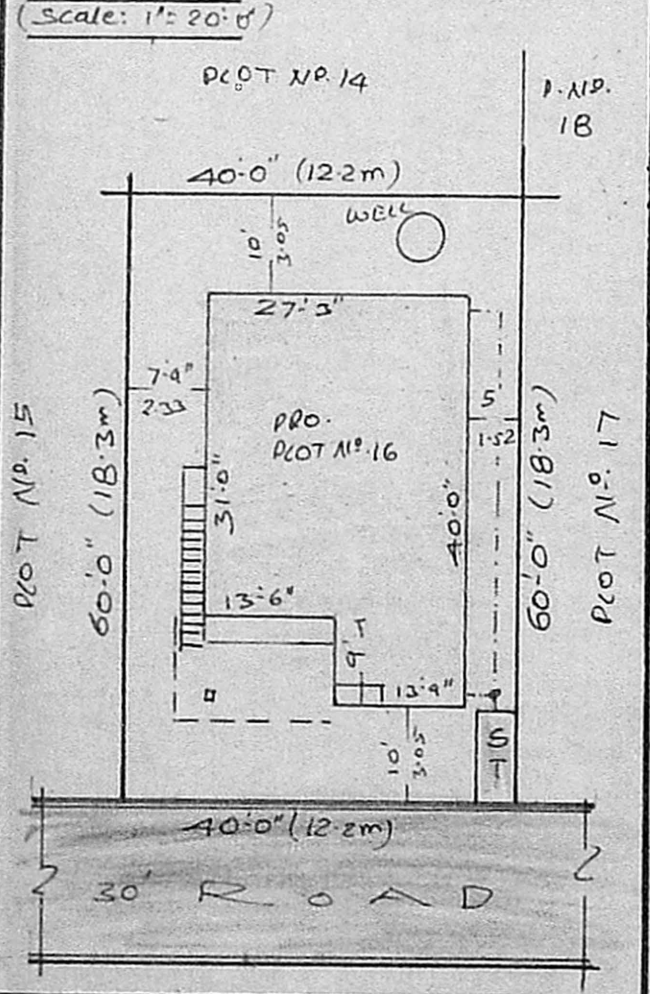 (Scale: 1"= 20'-0")
PLOT NO. 14
P. NO.
18
40'-0" (12.2m)
WELL
10'
3.05
27'-3"
7'-9"
2.33
5'
1.52
PRO.
PLOT NO. 16
PLOT NO. 15
60'-0" (18.3m)
31'-0"
40'-0"
60'-0" (18.3m)
PLOT NO. 17
13'-6"
9'
13'-9"
10'
3.05
S
T
40'-0" (12.2m)
30' ROAD